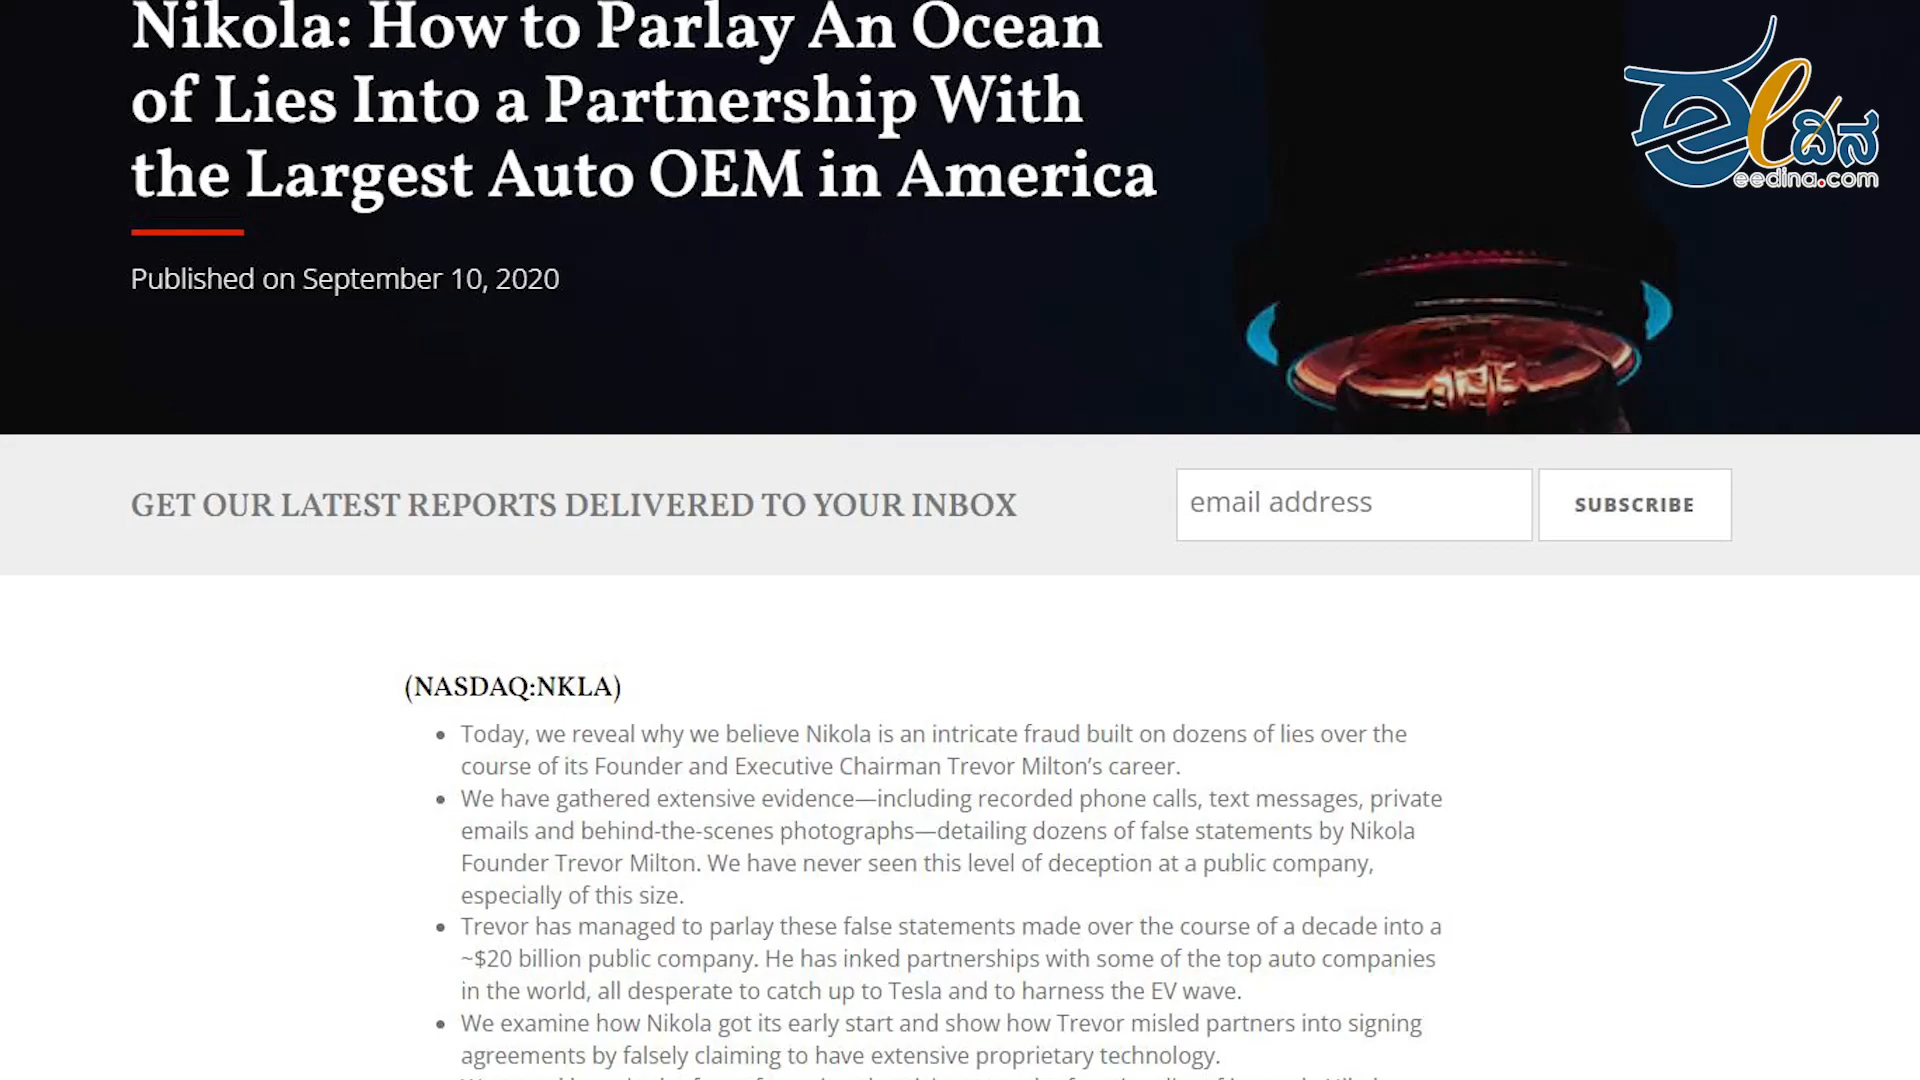 Nikola: How to Parlay An Ocean
of Lies Into a Partnership With
the Largest Auto OEM in America
Published on September 10, 2020
ಈ ದಿನ
eedina.com
GET OUR LATEST REPORTS DELIVERED TO YOUR INBOX
email address
SUBSCRIBE
(NASDAQ:NKLA)
Today, we reveal why we believe Nikola is an intricate fraud built on dozens of lies over the
course of its Founder and Executive Chairman Trevor Milton’s career.
We have gathered extensive evidence—including recorded phone calls, text messages, private
emails and behind-the-scenes photographs—detailing dozens of false statements by Nikola
Founder Trevor Milton. We have never seen this level of deception at a public company,
especially of this size.
Trevor has managed to parlay these false statements made over the course of a decade into a
~$20 billion public company. He has inked partnerships with some of the top auto companies
in the world, all desperate to catch up to Tesla and to harness the EV wave.
We examine how Nikola got its early start and show how Trevor misled partners into signing
agreements by falsely claiming to have extensive proprietary technology.